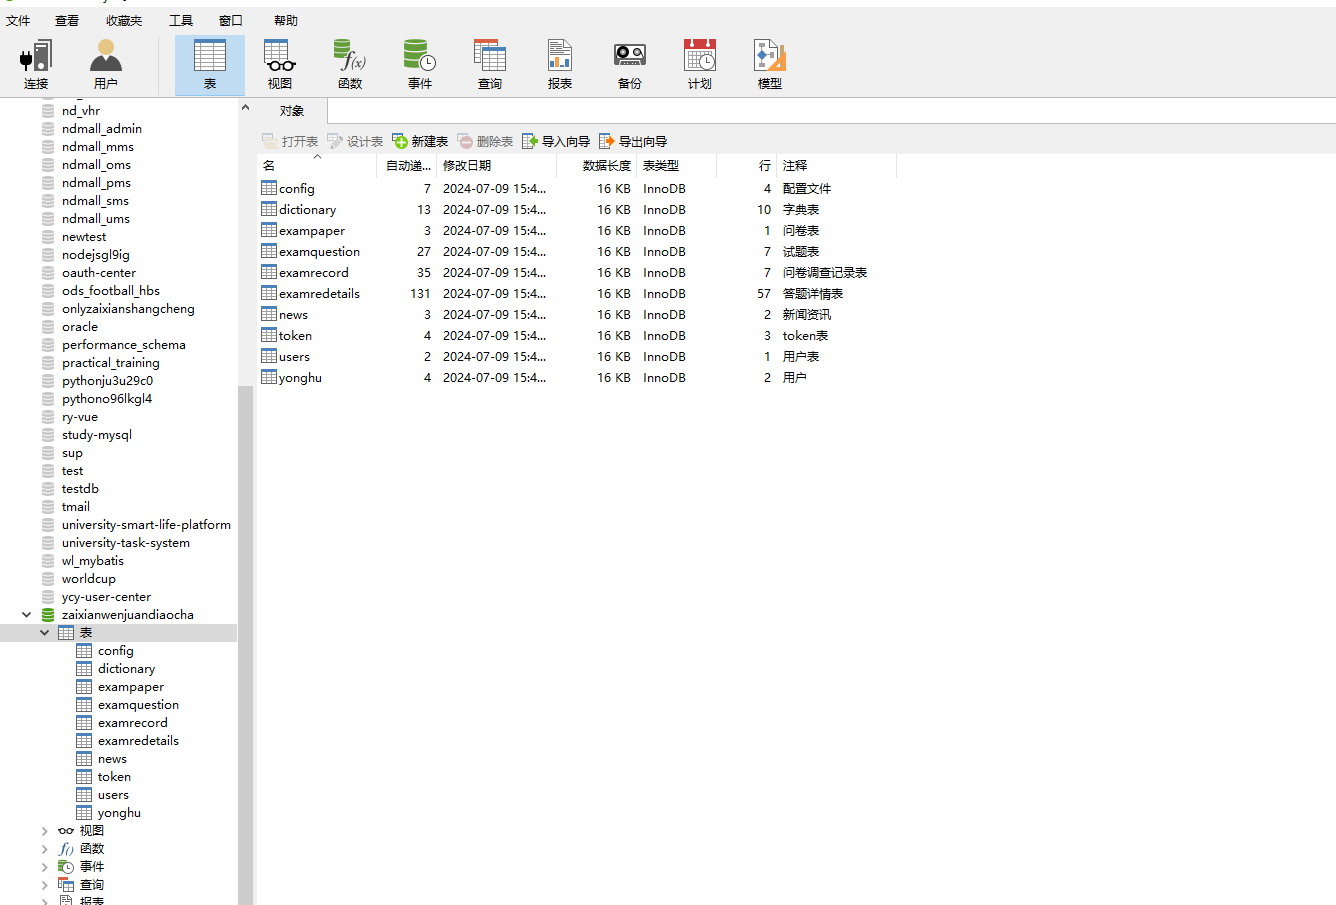 文件 查看 收藏夹 工具 窗口 帮助
连接 用户 表 视图 函数 事件 查询 报表 备份 计划 模型
nd_vhr
ndmall_admin
ndmall_mms
ndmall_oms
ndmall_pms
ndmall_sms
ndmall_ums
newtest
nodejsgl9ig
oauth-center
ods_football_hbs
onlyzaixianshangcheng
oracle
performance_schema
practical_training
pythonju3u29c0
pythono96lkgl4
ry-vue
study-mysql
sup
test
testdb
tmail
university-smart-life-platform
university-task-system
wl_mybatis
worldcup
ycy-user-center
zaixianwenjuandiaocha
表
config
dictionary
exampaper
examquestion
examrecord
examredetails
news
token
users
yonghu
视图
函数
事件
查询
报表
对象
打开表 设计表 新建表 删除表 导入向导 导出向导
名 自动递... 修改日期 数据长度 表类型 行 注释
config 7 2024-07-09 15:4... 16 KB InnoDB 4 配置文件
dictionary 13 2024-07-09 15:4... 16 KB InnoDB 10 字典表
exampaper 3 2024-07-09 15:4... 16 KB InnoDB 1 问卷表
examquestion 27 2024-07-09 15:4... 16 KB InnoDB 7 试题表
examrecord 35 2024-07-09 15:4... 16 KB InnoDB 7 问卷调查记录表
examredetails 131 2024-07-09 15:4... 16 KB InnoDB 57 答题详情表
news 3 2024-07-09 15:4... 16 KB InnoDB 2 新闻资讯
token 4 2024-07-09 15:4... 16 KB InnoDB 3 token表
users 2 2024-07-09 15:4... 16 KB InnoDB 1 用户表
yonghu 4 2024-07-09 15:4... 16 KB InnoDB 2 用户